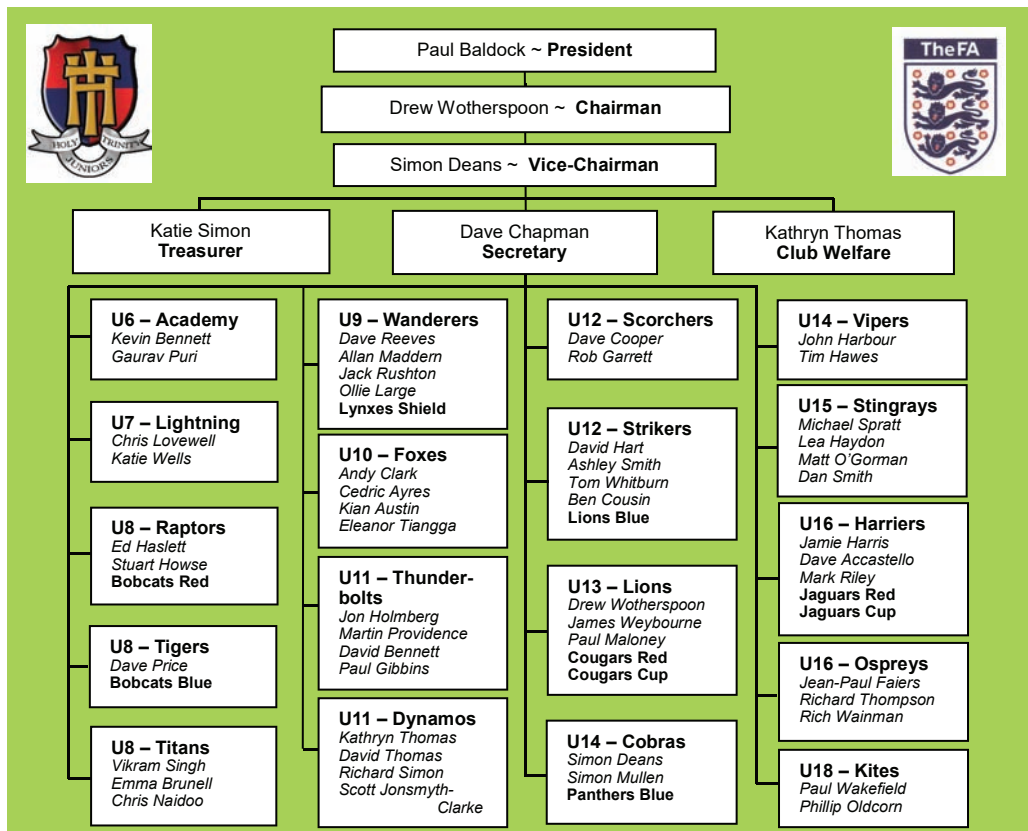 HOLY TRINITY
JUNIORS
The FA
Paul Baldock ~ President
Drew Wotherspoon ~ Chairman
Simon Deans ~ Vice-Chairman
Katie Simon
Treasurer
Dave Chapman
Secretary
Kathryn Thomas
Club Welfare
U6 – Academy
Kevin Bennett
Gaurav Puri
U7 – Lightning
Chris Lovewell
Katie Wells
U8 – Raptors
Ed Haslett
Stuart Howse
Bobcats Red
U8 – Tigers
Dave Price
Bobcats Blue
U8 – Titans
Vikram Singh
Emma Brunell
Chris Naidoo
U9 – Wanderers
Dave Reeves
Allan Maddern
Jack Rushton
Ollie Large
Lynxes Shield
U10 – Foxes
Andy Clark
Cedric Ayres
Kian Austin
Eleanor Tiangga
U11 – Thunder-
bolts
Jon Holmberg
Martin Providence
David Bennett
Paul Gibbins
U11 – Dynamos
Kathryn Thomas
David Thomas
Richard Simon
Scott Jonsmyth-
Clarke
U12 – Scorchers
Dave Cooper
Rob Garrett
U12 – Strikers
David Hart
Ashley Smith
Tom Whitburn
Ben Cousin
Lions Blue
U13 – Lions
Drew Wotherspoon
James Weybourne
Paul Maloney
Cougars Red
Cougars Cup
U14 – Cobras
Simon Deans
Simon Mullen
Panthers Blue
U14 – Vipers
John Harbour
Tim Hawes
U15 – Stingrays
Michael Spratt
Lea Haydon
Matt O’Gorman
Dan Smith
U16 – Harriers
Jamie Harris
Dave Accastello
Mark Riley
Jaguars Red
Jaguars Cup
U16 – Ospreys
Jean-Paul Faiers
Richard Thompson
Rich Wainman
U18 – Kites
Paul Wakefield
Phillip Oldcorn